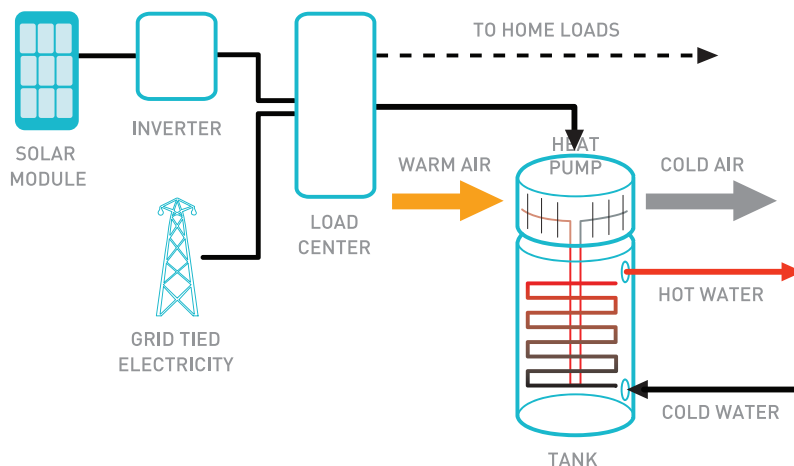 TO HOME LOADS
INVERTER
SOLAR
MODULE
HEAT
PUMP
WARM AIR
COLD AIR
LOAD
CENTER
HOT WATER
GRID TIED
ELECTRICITY
COLD WATER
TANK